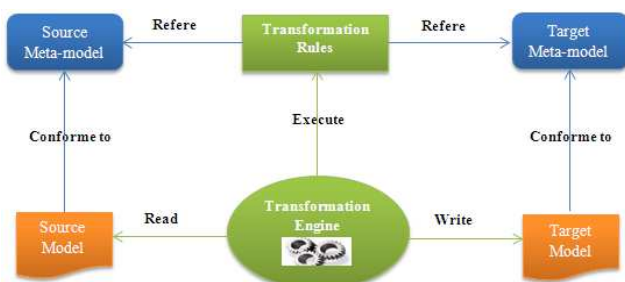 Source
Meta-model
Refere
Transformation
Rules
Refere
Target
Meta-model
Conforme to
Execute
Conforme to
Source
Model
Read
Transformation
Engine
Write
Target
Model